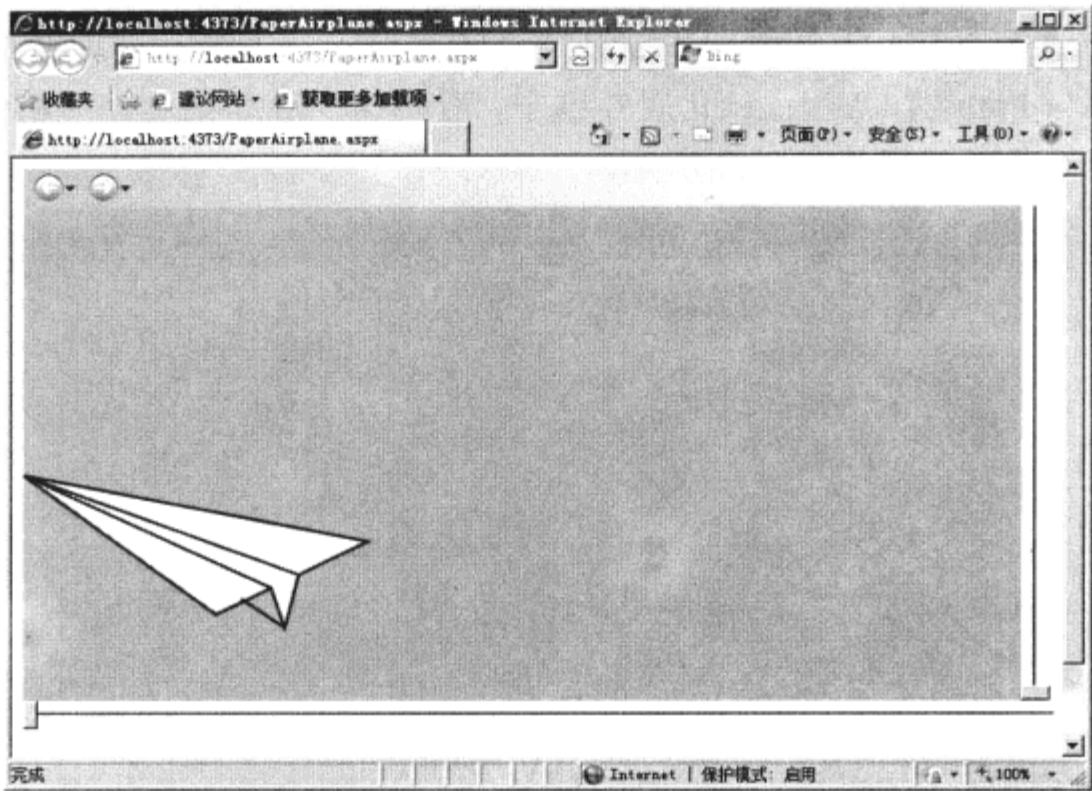 http://localhost:4373/PaperAirplane.aspx - Windows Internet Explorer
http://localhost:4373/PaperAirplane.aspx
Bing
收藏夹 建议网站 获取更多加载项
http://localhost:4373/PaperAirplane.aspx
页面(P) 安全(S) 工具(O)
完成
Internet | 保护模式: 启用
100%